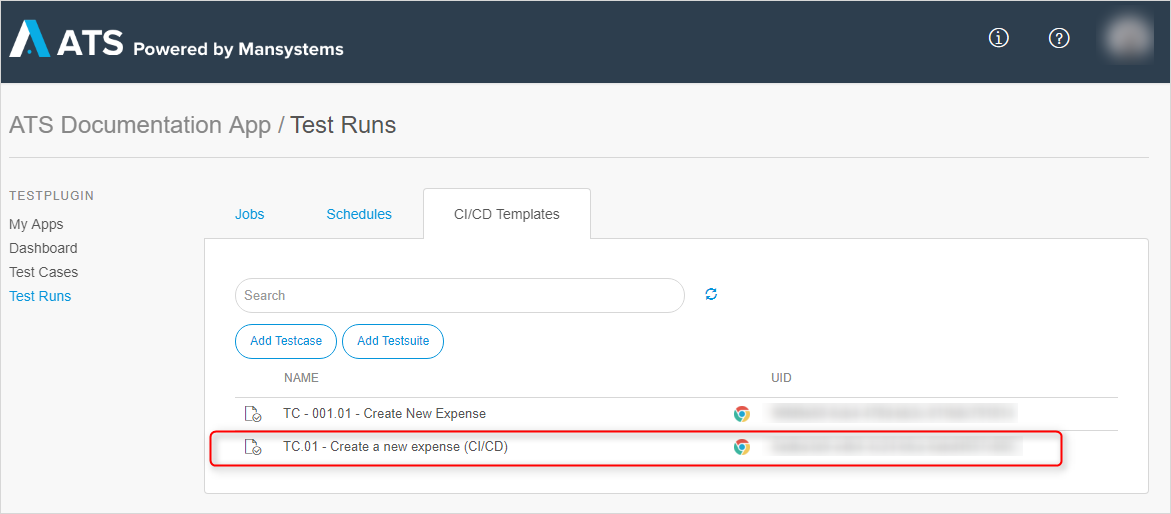 ATS Powered by Mansystems
ATS Documentation App / Test Runs
TESTPLUGIN
My Apps
Dashboard
Test Cases
Test Runs
Jobs Schedules CI/CD Templates
Search
Add Testcase Add Testsuite
NAME UID
TC - 001.01 - Create New Expense
TC.01 - Create a new expense (CI/CD)